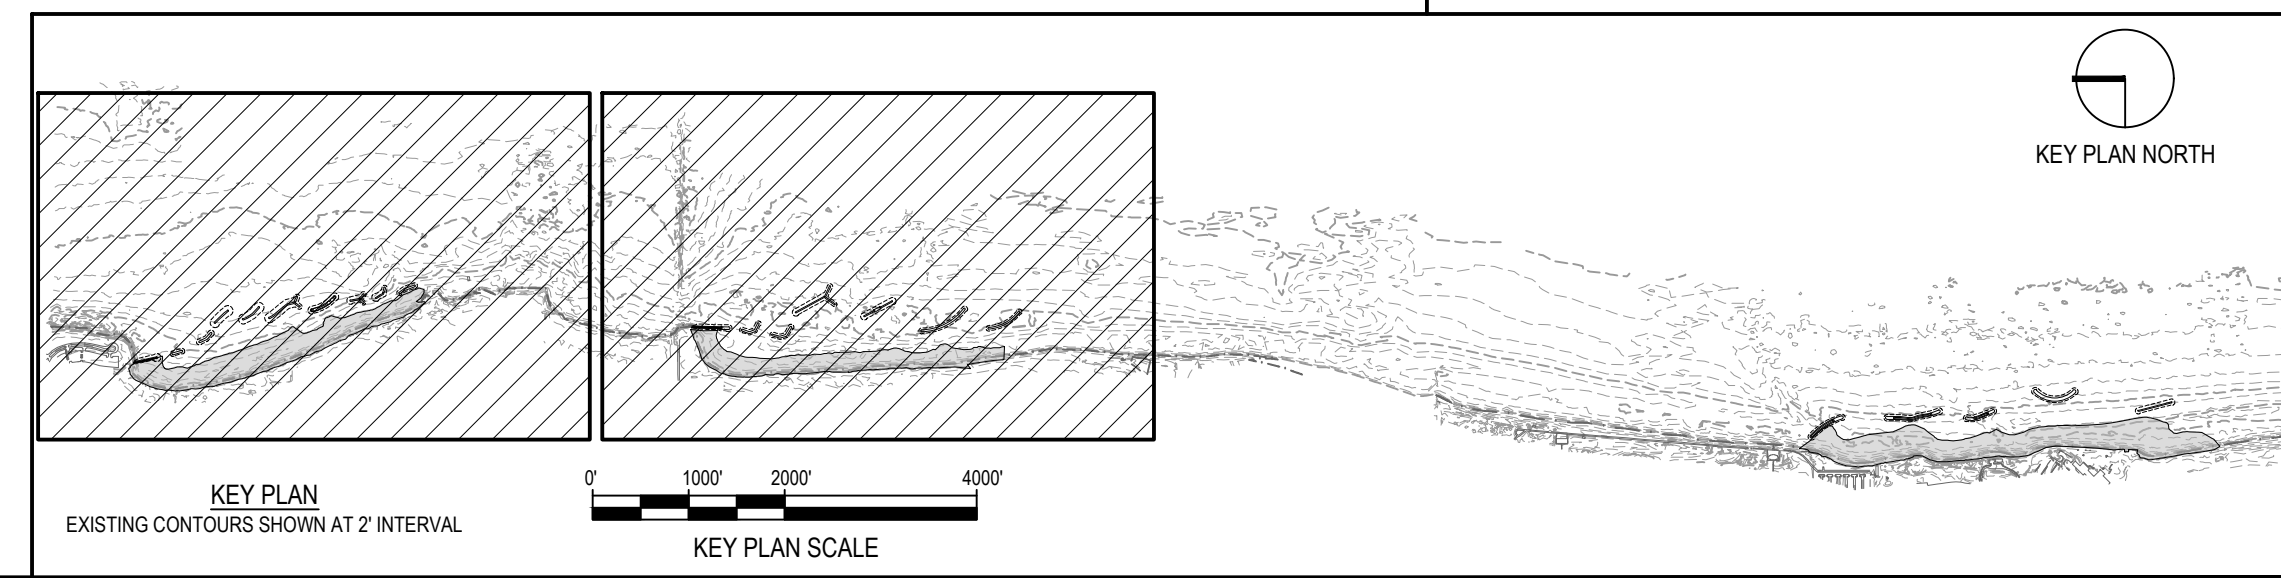 KEY PLAN NORTH
KEY PLAN
EXISTING CONTOURS SHOWN AT 2' INTERVAL
0' 1000' 2000' 4000'
KEY PLAN SCALE